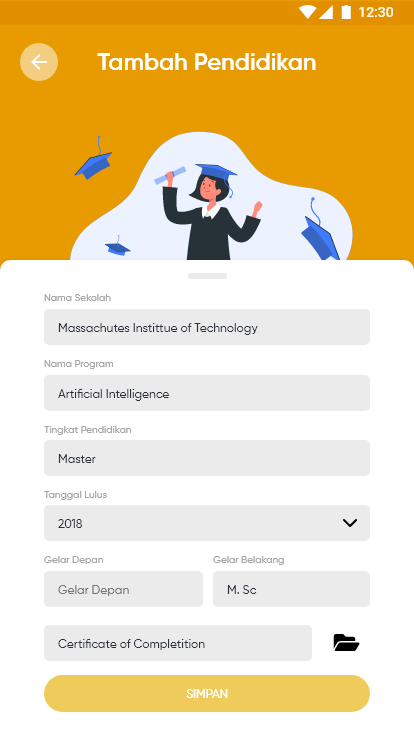 12:30
Tambah Pendidikan
Nama Sekolah
Massachutes Instittue of Technology
Nama Program
Artificial Intelligence
Tingkat Pendidikan
Master
Tanggal Lulus
2018
Gelar Depan Gelar Belakang
Gelar Depan M. Sc
Certificate of Completition
SIMPAN